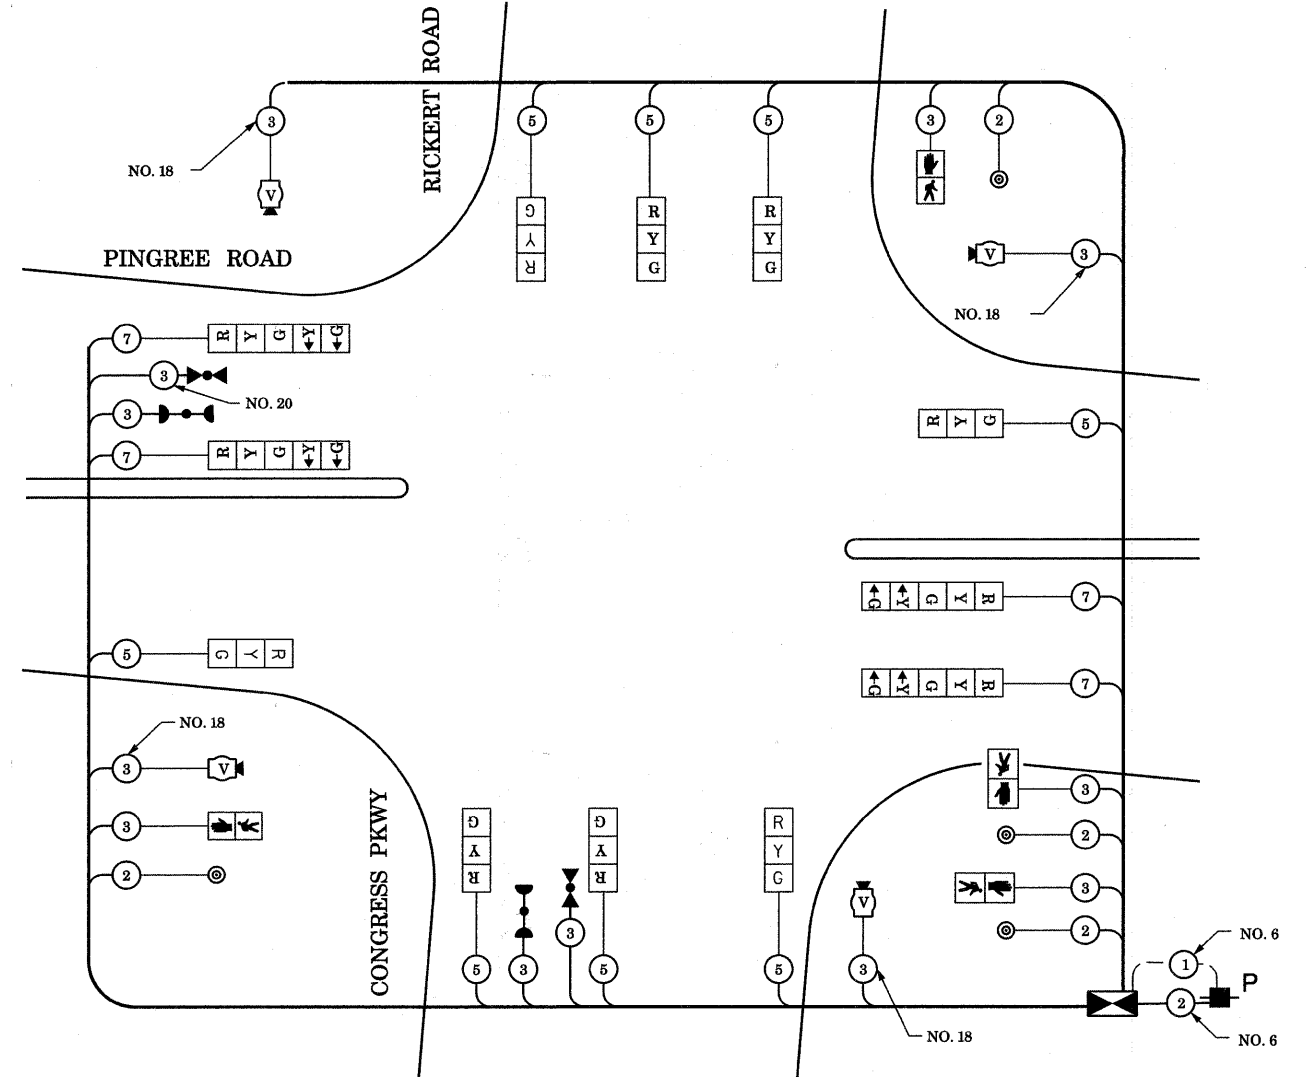 RICKERT ROAD
3
5
5
5
3
2
NO. 18
V
G
Y
R
R
Y
G
R
Y
G
PINGREE ROAD
V
3
NO. 18
7
R Y G Y G
3
NO. 20
3
7
R Y G Y G
R Y G
5
G Y G Y R
7
5
G Y R
G Y G Y R
7
NO. 18
3
V
3
2
CONGRESS PKWY
G
Y
R
G
Y
R
R
Y
G
3
2
3
2
V
3
5
3
5
5
3
1
NO. 6
P
2
NO. 6
NO. 18